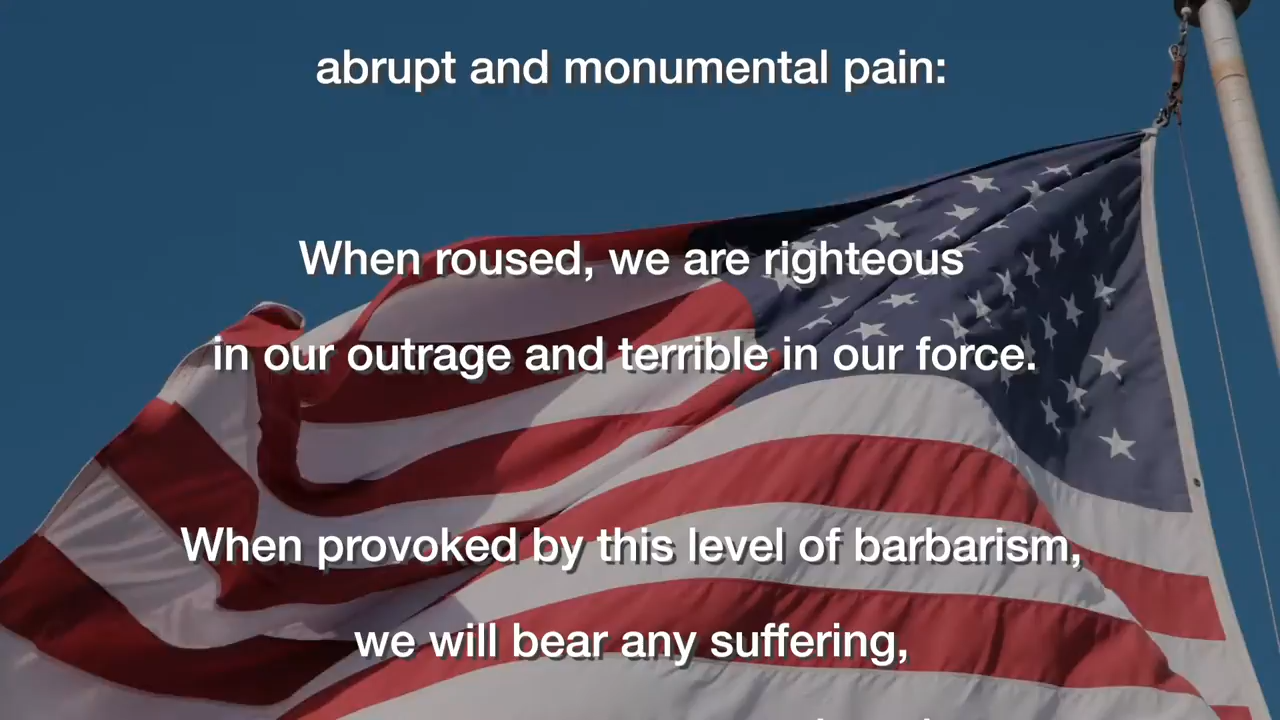 abrupt and monumental pain:
When roused, we are righteous
in our outrage and terrible in our force.
When provoked by this level of barbarism,
we will bear any suffering,